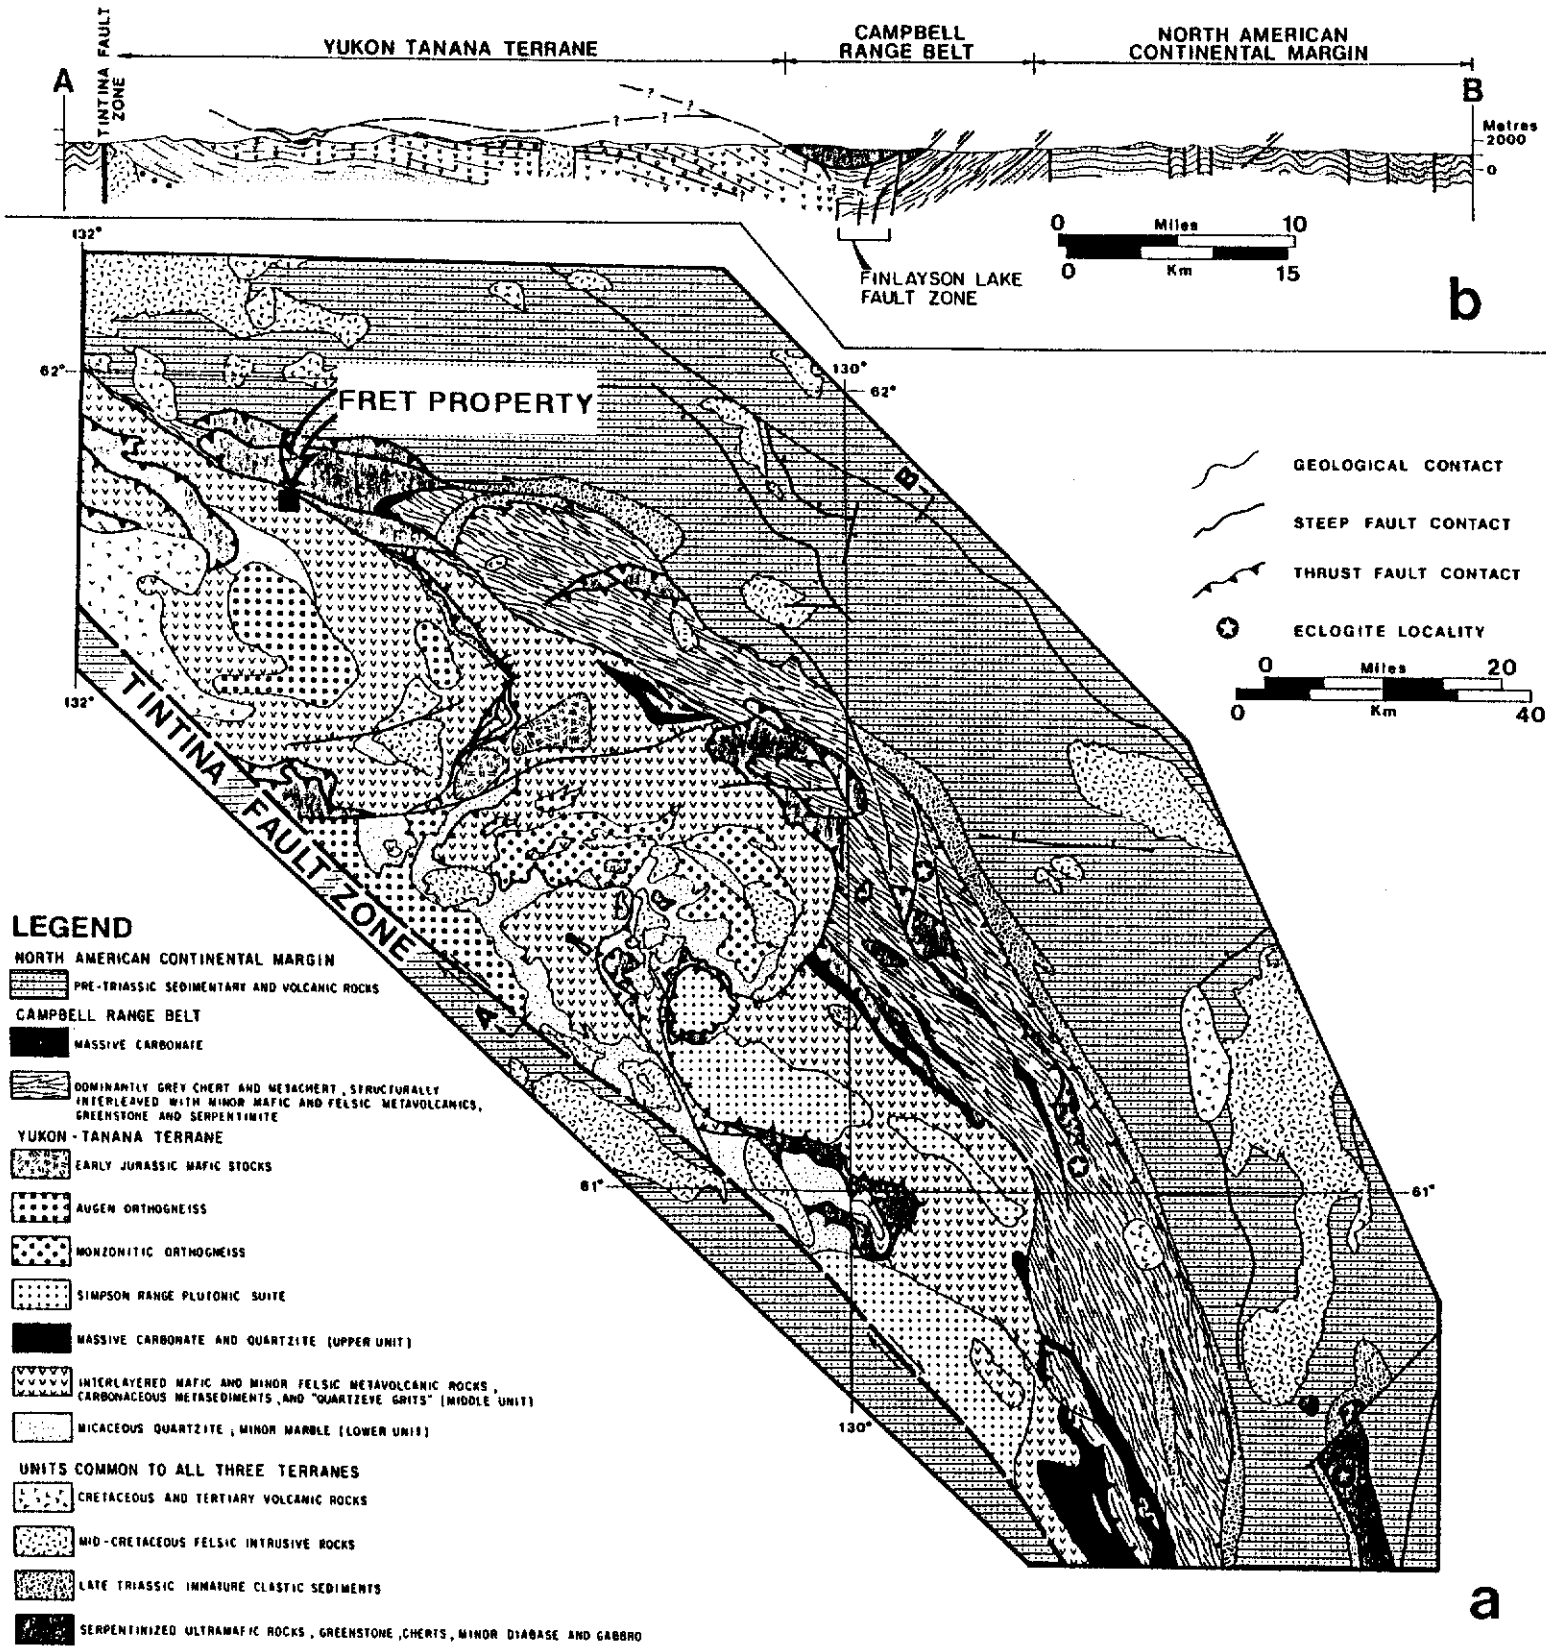 YUKON TANANA TERRANE
CAMPBELL
RANGE BELT
NORTH AMERICAN
CONTINENTAL MARGIN
TINTINA FAULT
ZONE
A
B
Metres
2000
0
? ? ? ? ?
FINLAYSON LAKE
FAULT ZONE
0 Miles 10
0 Km 15
b
132°
62°
130°
62°
FRET PROPERTY
B
GEOLOGICAL CONTACT
STEEP FAULT CONTACT
THRUST FAULT CONTACT
ECLOGITE LOCALITY
0 Miles 20
0 Km 40
132°
TINTINA FAULT ZONE
A
61°
61°
130°
LEGEND
NORTH AMERICAN CONTINENTAL MARGIN
PRE-TRIASSIC SEDIMENTARY AND VOLCANIC ROCKS
CAMPBELL RANGE BELT
MASSIVE CARBONATE
DOMINANTLY GREY CHERT AND METACHERT, STRUCTURALLY
INTERLEAVED WITH MINOR MAFIC AND FELSIC METAVOLCANICS,
GREENSTONE AND SERPENTINITE
YUKON-TANANA TERRANE
EARLY JURASSIC MAFIC STOCKS
AUGEN ORTHOGNEISS
MONZONITIC ORTHOGNEISS
SIMPSON RANGE PLUTONIC SUITE
MASSIVE CARBONATE AND QUARTZITE (UPPER UNIT)
INTERLAYERED MAFIC AND MINOR FELSIC METAVOLCANIC ROCKS,
CARBONACEOUS METASEDIMENTS, AND "QUARTZEYE GRITS" (MIDDLE UNIT)
MICACEOUS QUARTZITE, MINOR MARBLE (LOWER UNIT)
UNITS COMMON TO ALL THREE TERRANES
CRETACEOUS AND TERTIARY VOLCANIC ROCKS
MID-CRETACEOUS FELSIC INTRUSIVE ROCKS
LATE TRIASSIC IMMATURE CLASTIC SEDIMENTS
SERPENTINIZED ULTRAMAFIC ROCKS, GREENSTONE, CHERTS, MINOR DIABASE AND GABBRO
a